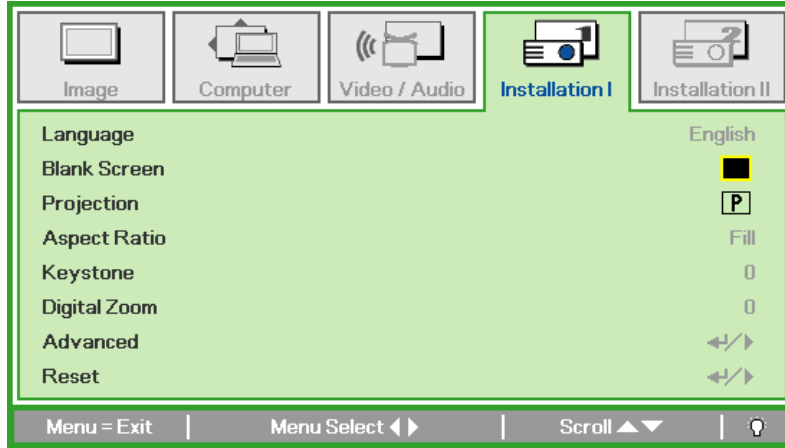 Image Computer Video / Audio Installation I Installation II
Language English
Blank Screen
Projection P
Aspect Ratio Fill
Keystone 0
Digital Zoom 0
Advanced
Reset
Menu = Exit Menu Select Scroll